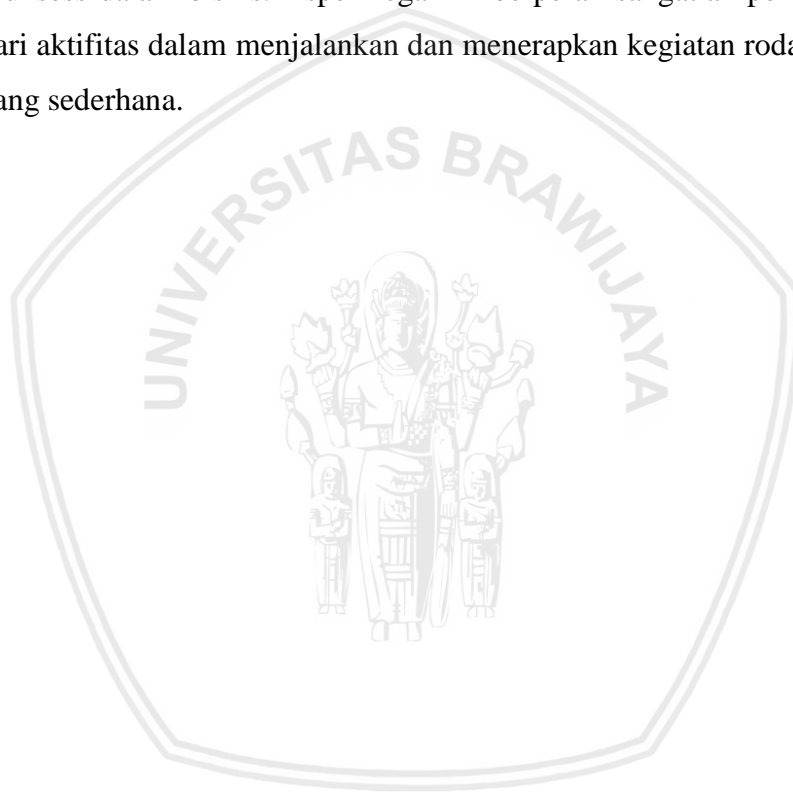 ari aktifitas dalam menjalankan dan menerapkan kegiatan roda
ang sederhana.
UNIVERSITAS BRAWIJAYA